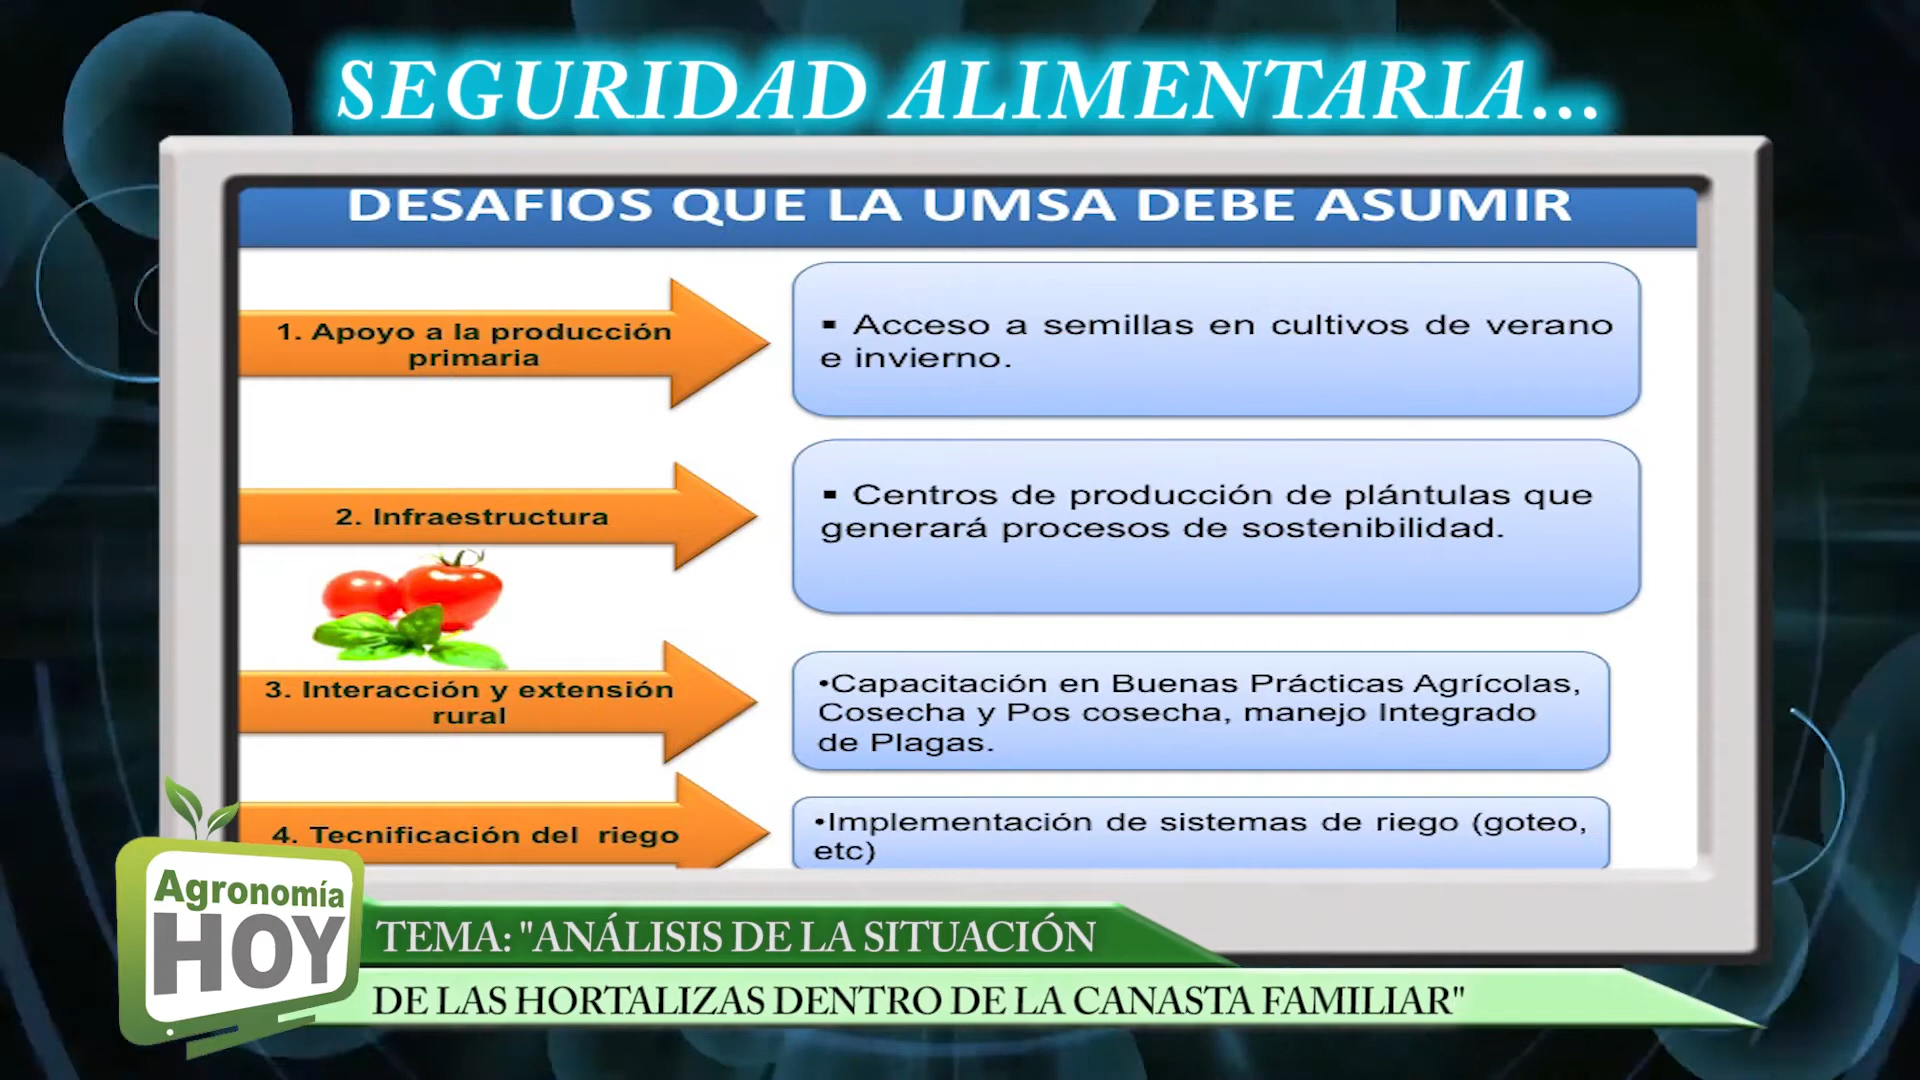 SEGURIDAD ALIMENTARIA...
DESAFIOS QUE LA UMSA DEBE ASUMIR
1. Apoyo a la producción
primaria
▪ Acceso a semillas en cultivos de verano
e invierno.
2. Infraestructura
▪ Centros de producción de plántulas que
generará procesos de sostenibilidad.
3. Interacción y extensión
rural
•Capacitación en Buenas Prácticas Agrícolas,
Cosecha y Pos cosecha, manejo Integrado
de Plagas.
4. Tecnificación del riego
•Implementación de sistemas de riego (goteo,
etc)
Agronomía
HOY
TEMA: "ANÁLISIS DE LA SITUACIÓN
DE LAS HORTALIZAS DENTRO DE LA CANASTA FAMILIAR"